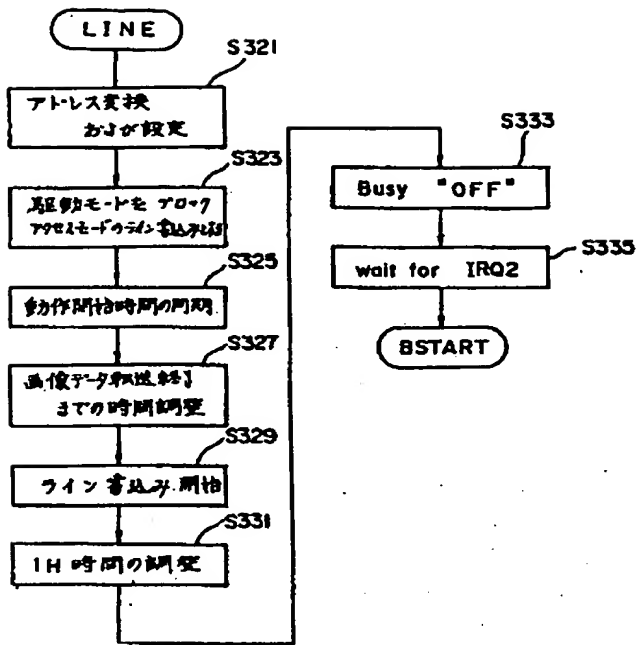 LINE
S321
アドレス変換
および設定
S323
駆動モードを ブロック
アクセスモードのライン書込みとする
S325
動作開始時間の同期
S327
画像データ転送終了
までの時間調整
S329
ライン書込み開始
S331
1H 時間の調整
S333
Busy "OFF"
S335
wait for IRQ2
BSTART